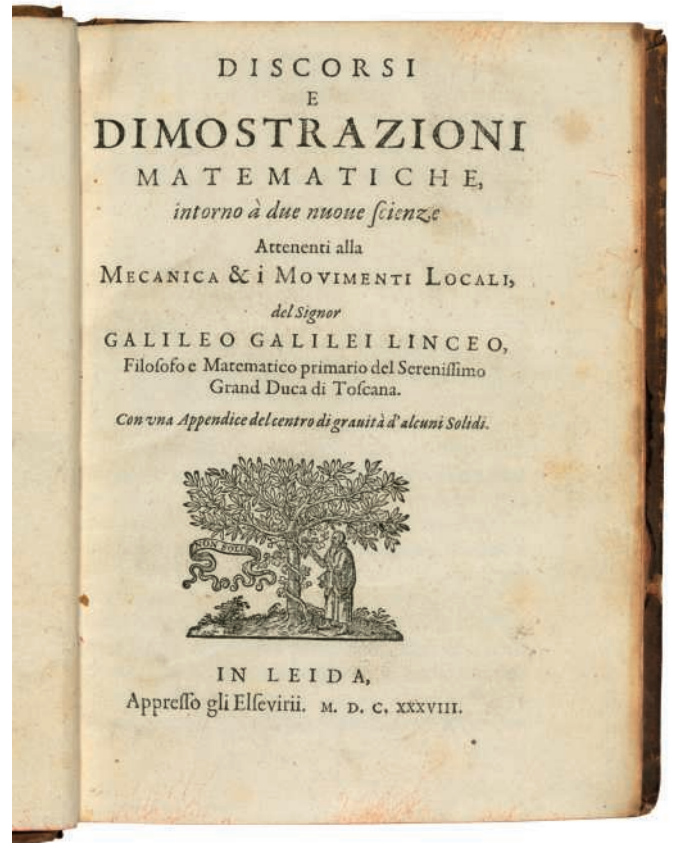 DISCORSI
E
DIMOSTRAZIONI
MATEMATICHE,
intorno à due nuoue ſcienze
Attenenti alla
MECANICA & i MOVIMENTI LOCALI,
del Signor
GALILEO GALILEI LINCEO,
Filoſofo e Matematico primario del Sereniſſimo
Grand Duca di Toſcana.
Con vna Appendice del centro di grauità d'alcuni Solidi.
NON SOLUS
IN LEIDA,
Appreſſo gli Elſevirii. M. D. C. XXXVIII.